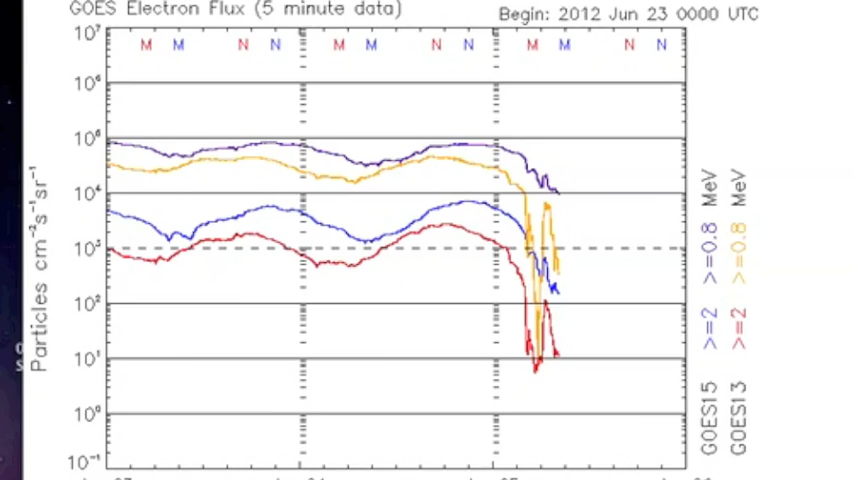 GOES Electron Flux (5 minute data)
Begin: 2012 Jun 23 0000 UTC
M M N N M M N N M M N N
10⁷
10⁶
10⁵
10⁴
10³
10²
10¹
10⁰
10⁻¹
Particles cm⁻²s⁻¹sr⁻¹
GOES15 >=2 >=0.8 MeV
GOES13 >=2 >=0.8 MeV